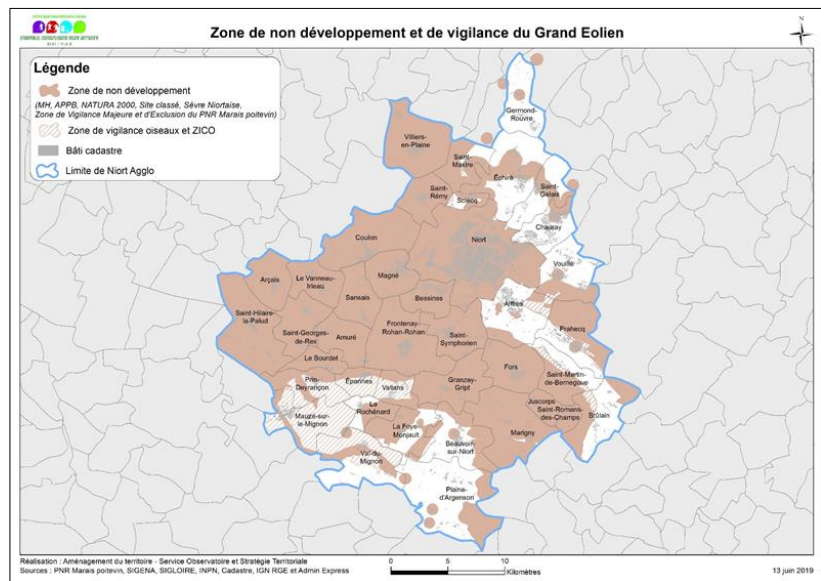 Zone de non développement et de vigilance du Grand Eolien
N
Légende
Zone de non développement
(MH, APPB, NATURA 2000, Site classé, Sèvre Niortaise,
Zone de Vigilance Majeure et d'Exclusion du PNR Marais poitevin)
Zone de vigilance oiseaux et ZICO
Bâti cadastre
Limite de Niort Agglo
Germond-
Rouvre
Villiers-
en-Plaine
Saint-
Maxire
Échiré
Saint-
Rémy
Sciecq
Saint-
Gelais
Chauray
Coulon
Niort
Vouillé
Arçais
Le Vanneau-
Irleau
Magné
Sansais
Bessines
Aiffres
Saint-Hilaire-
la-Palud
Saint-Georges-
de-Rex
Amuré
Frontenay-
Rohan-Rohan
Saint-
Symphorien
Prahecq
Le Bourdet
Fors
Saint-Martin-
de-Bernegoue
Prin-
Deyrançon
Épannes
Vallans
Granzay-
Gript
Juscorps
Saint-Romans-
des-Champs
Brûlain
Mauzé-sur-
le-Mignon
La
Rochénard
La Foye-
Monjault
Marigny
Val-du-
Mignon
Beauvoir-
sur-Niort
Plaine-
d'Argenson
Réalisation : Aménagement du territoire - Service Observatoire et Stratégie Territoriale
Sources : PNR Marais poitevin, SIGENA, SIGLOIRE, INPN, Cadastre, IGN RGE et Admin Express
0 5 10
Kilomètres
13 juin 2019